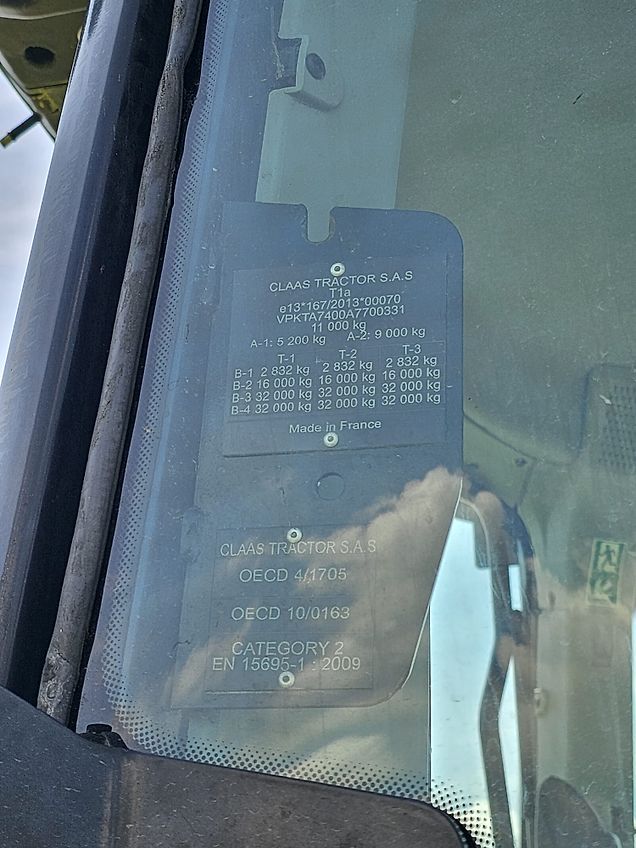 CLAAS TRACTOR S.A.S
T1a
e13*167/2013*00070
VPKTA7400A7700331
11 000 kg
A-1: 5 200 kg A-2: 9 000 kg
T-1 T-2 T-3
B-1 2 832 kg 2 832 kg 2 832 kg
B-2 16 000 kg 16 000 kg 16 000 kg
B-3 32 000 kg 32 000 kg 32 000 kg
B-4 32 000 kg 32 000 kg 32 000 kg
Made in France
CLAAS TRACTOR S.A.S
OECD 4/1705
OECD 10/0163
CATEGORY 2
EN 15695-1 : 2009